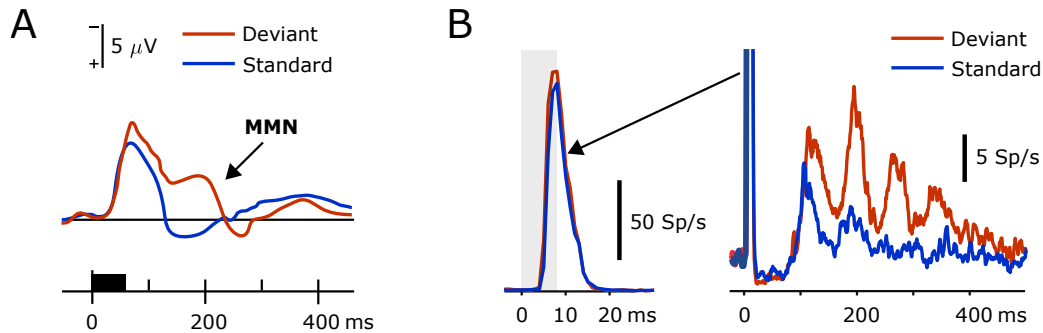 A
−
5 μV
+
Deviant
Standard
MMN
0 200 400 ms
B
Deviant
Standard
50 Sp/s
5 Sp/s
0 10 20 ms
0 200 400 ms